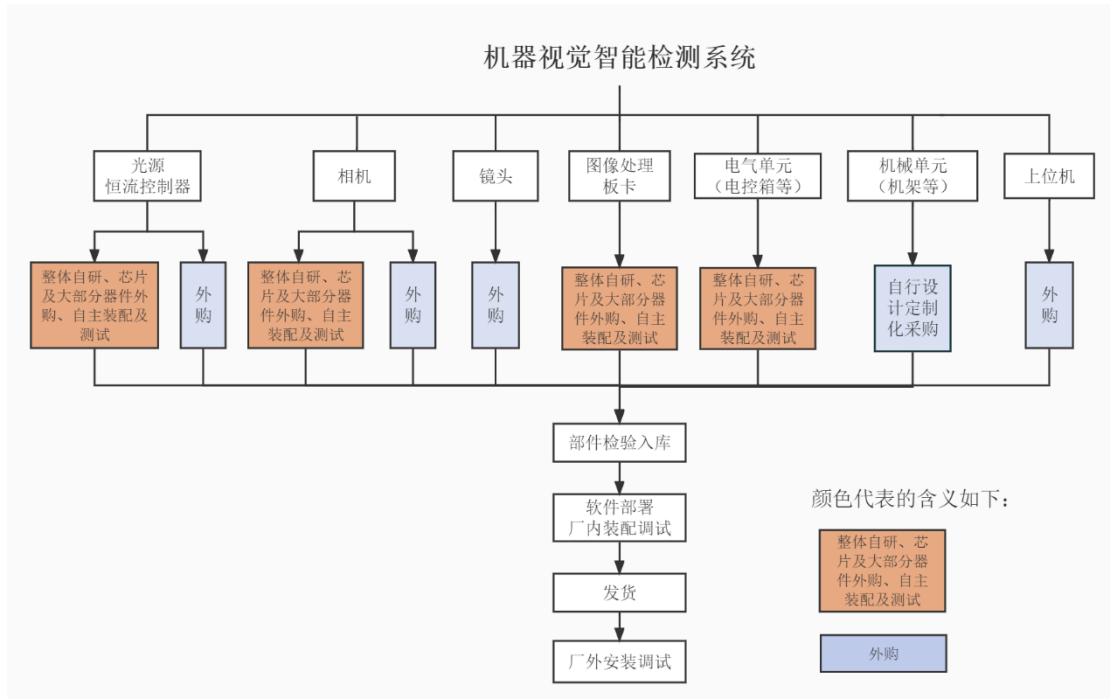 机器视觉智能检测系统
光源
恒流控制器
相机
镜头
图像处理
板卡
电气单元
（电控箱等）
机械单元
（机架等）
上位机
整体自研、芯片
及大部分器件外
购、自主装配及
测试
外
购
整体自研、芯
片及大部分器
件外购、自主
装配及测试
外
购
外
购
整体自研、芯
片及大部分器
件外购、自主
装配及测试
整体自研、芯
片及大部分器
件外购、自主
装配及测试
自行设
计定制
化采购
外
购
部件检验入库
软件部署
厂内装配调试
发货
厂外安装调试
颜色代表的含义如下：
整体自研、芯
片及大部分器
件外购、自主
装配及测试
外购